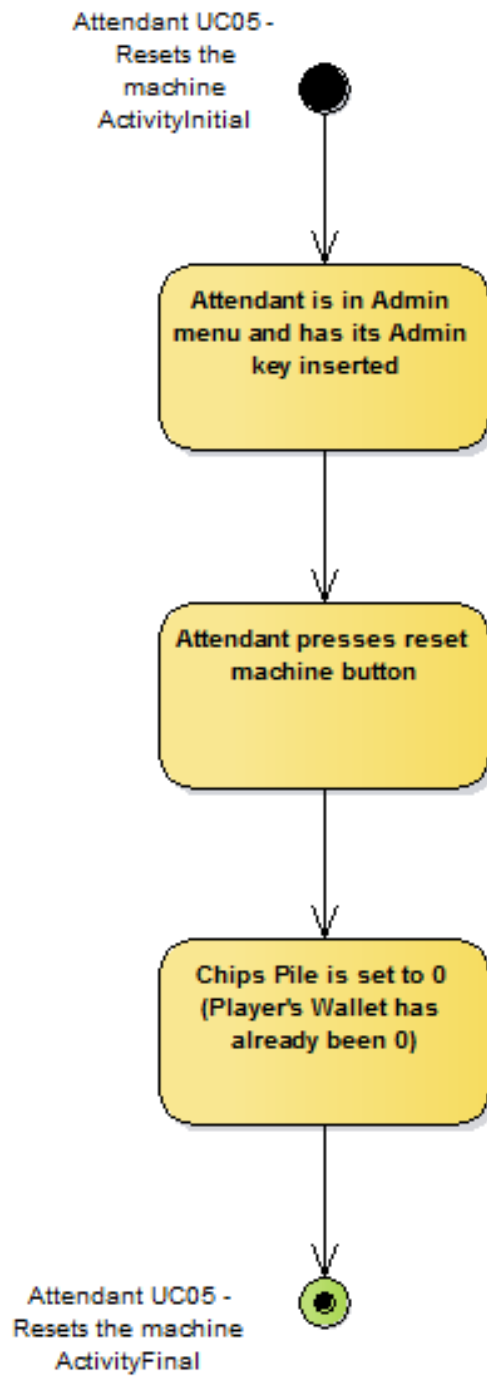 Attendant UC05 -
Resets the
machine
ActivityInitial
Attendant is in Admin
menu and has its Admin
key inserted
Attendant presses reset
machine button
Chips Pile is set to 0
(Player's Wallet has
already been 0)
Attendant UC05 -
Resets the machine
ActivityFinal